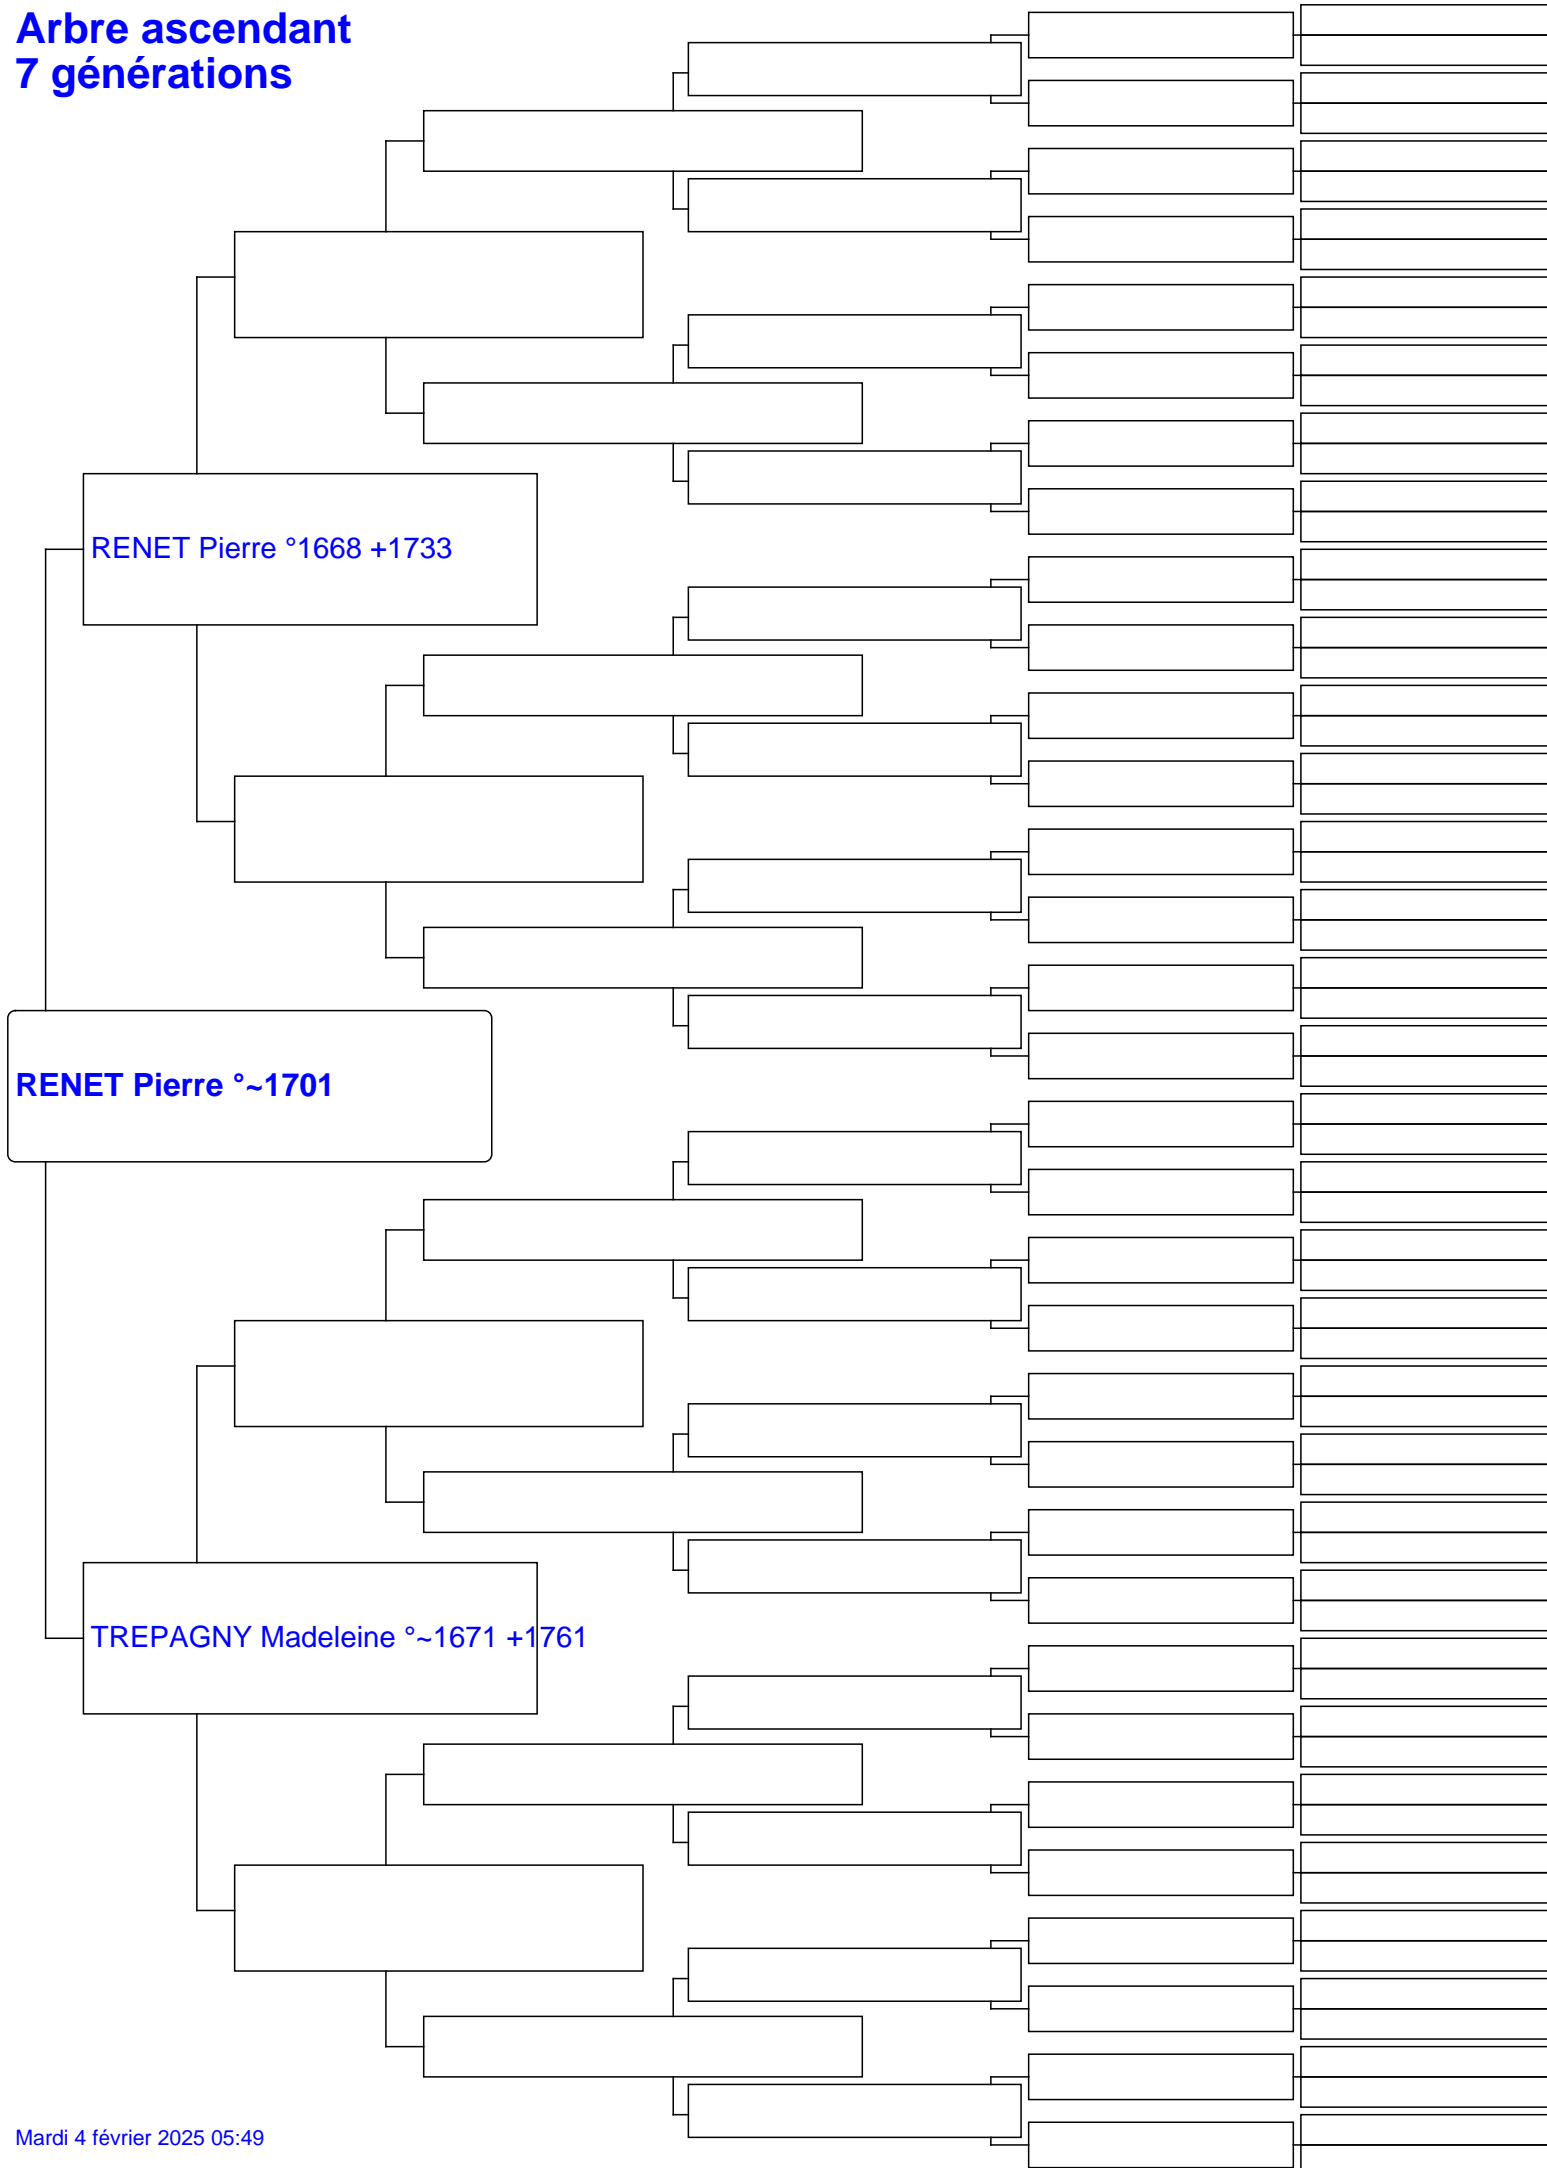 Arbre ascendant
7 générations
RENET Pierre °1668 +1733
RENET Pierre °~1701
TREPAGNY Madeleine °~1671 +1761
Mardi 4 février 2025 05:49